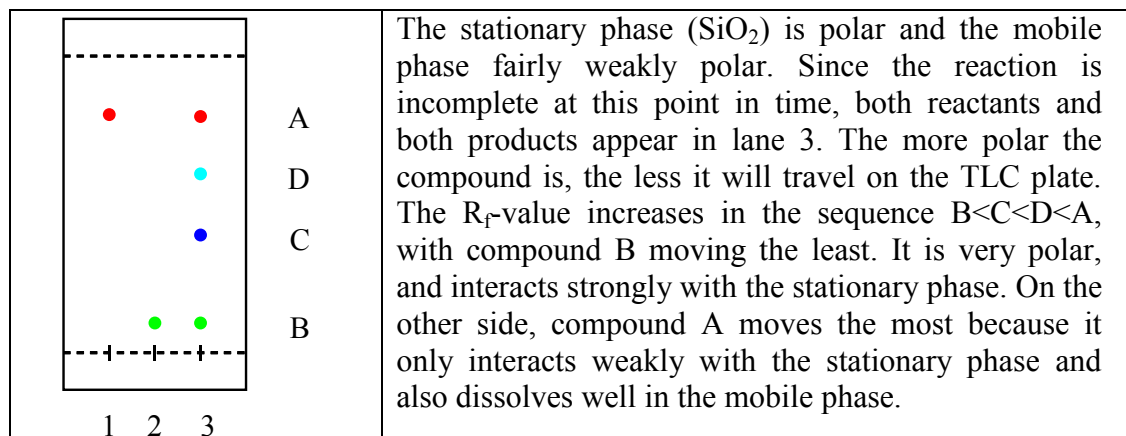 A
D
C
B
1 2 3
The stationary phase (SiO₂) is polar and the mobile
phase fairly weakly polar. Since the reaction is
incomplete at this point in time, both reactants and
both products appear in lane 3. The more polar the
compound is, the less it will travel on the TLC plate.
The Rf-value increases in the sequence B<C<D<A,
with compound B moving the least. It is very polar,
and interacts strongly with the stationary phase. On the
other side, compound A moves the most because it
only interacts weakly with the stationary phase and
also dissolves well in the mobile phase.